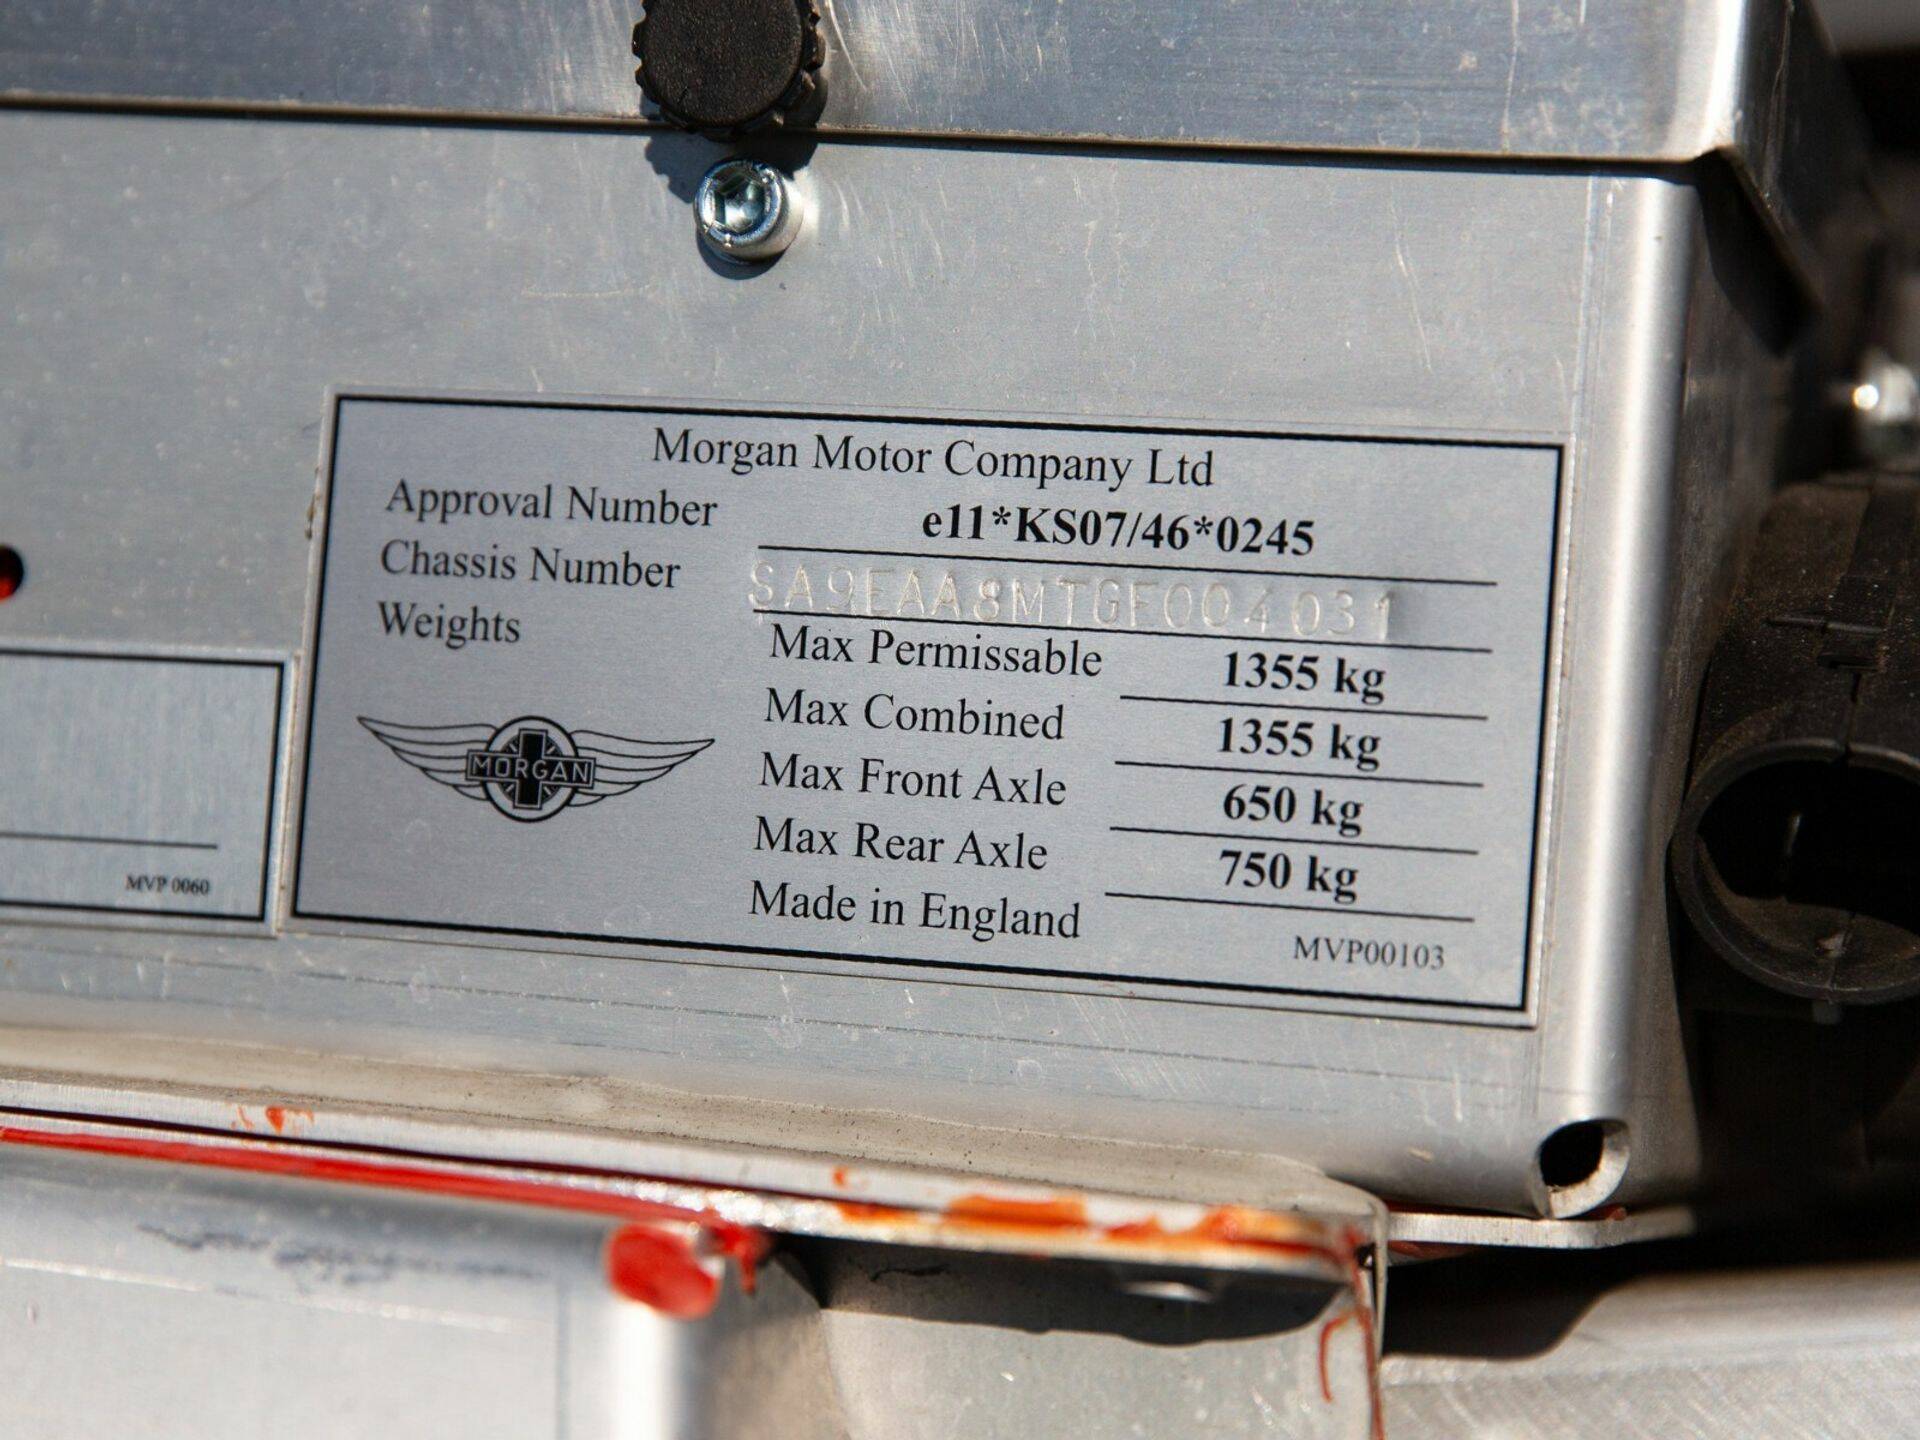 Morgan Motor Company Ltd
Approval Number e11*KS07/46*0245
Chassis Number SA9EAA8MTGF004031
Weights
Max Permissable 1355 kg
Max Combined 1355 kg
MORGAN
Max Front Axle 650 kg
Max Rear Axle 750 kg
Made in England
MVP00103
MVP 0060